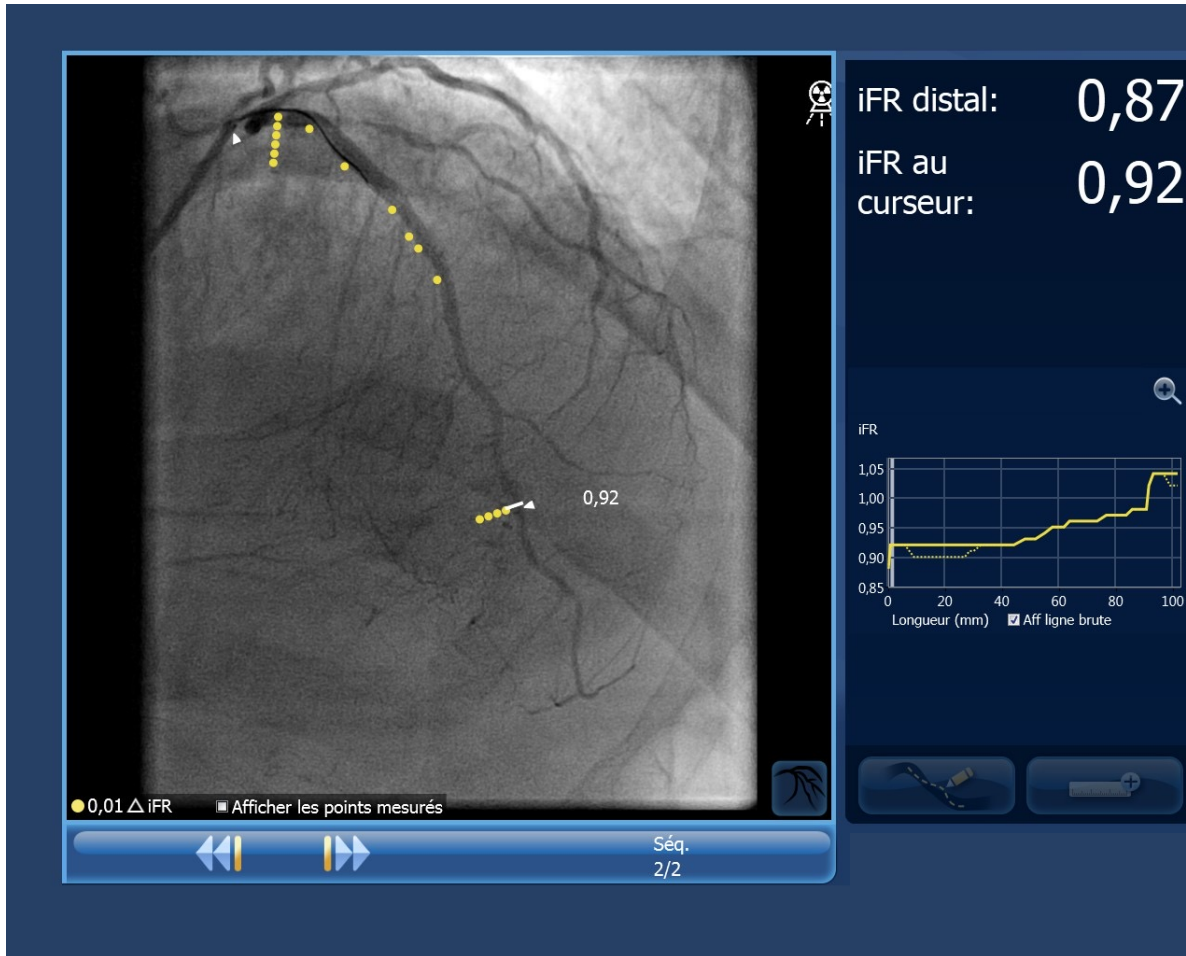 iFR distal: 0,87
iFR au
curseur: 0,92
0,92
iFR
1,05
1,00
0,95
0,90
0,85
0 20 40 60 80 100
Longueur (mm) Aff ligne brute
0,01 △ iFR Afficher les points mesurés
Séq.
2/2